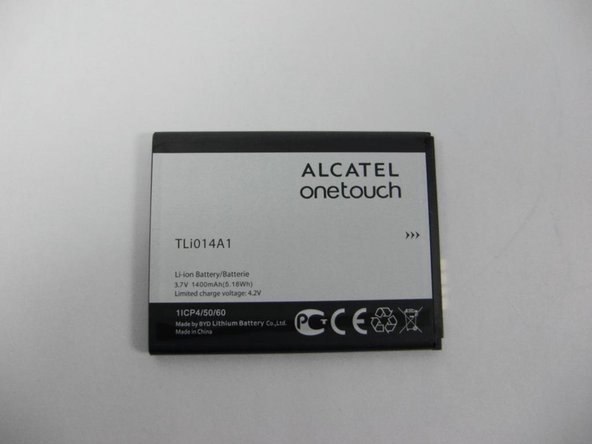 ALCATEL
onetouch
TLi014A1
Li-ion Battery/Batterie
3.7V 1400mAh(5.18Wh)
Limited charge voltage: 4.2V
1ICP4/50/60
Made by BYD Lithium Battery Co.,Ltd.
Made in China